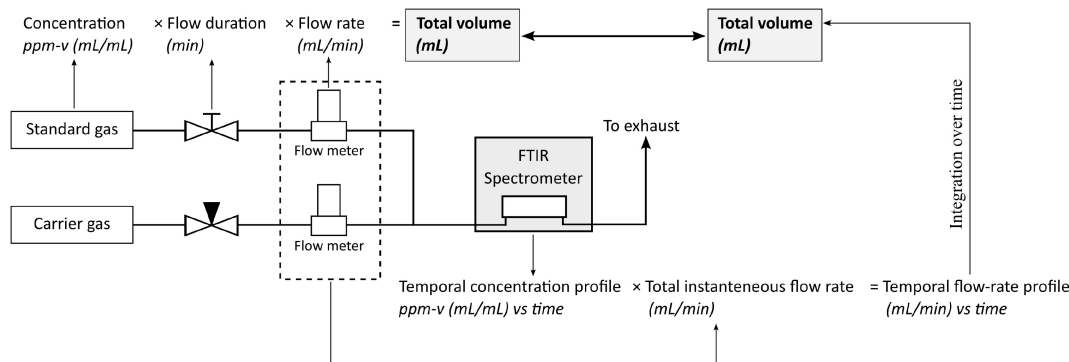 Concentration × Flow duration × Flow rate = Total volume Total volume
ppm-v (mL/mL) (min) (mL/min) (mL) (mL)
Standard gas
Flow meter
To exhaust
FTIR
Spectrometer
Integration over time
Carrier gas
Flow meter
Temporal concentration profile × Total instanteneous flow rate = Temporal flow-rate profile
ppm-v (mL/mL) vs time (mL/min) (mL/min) vs time